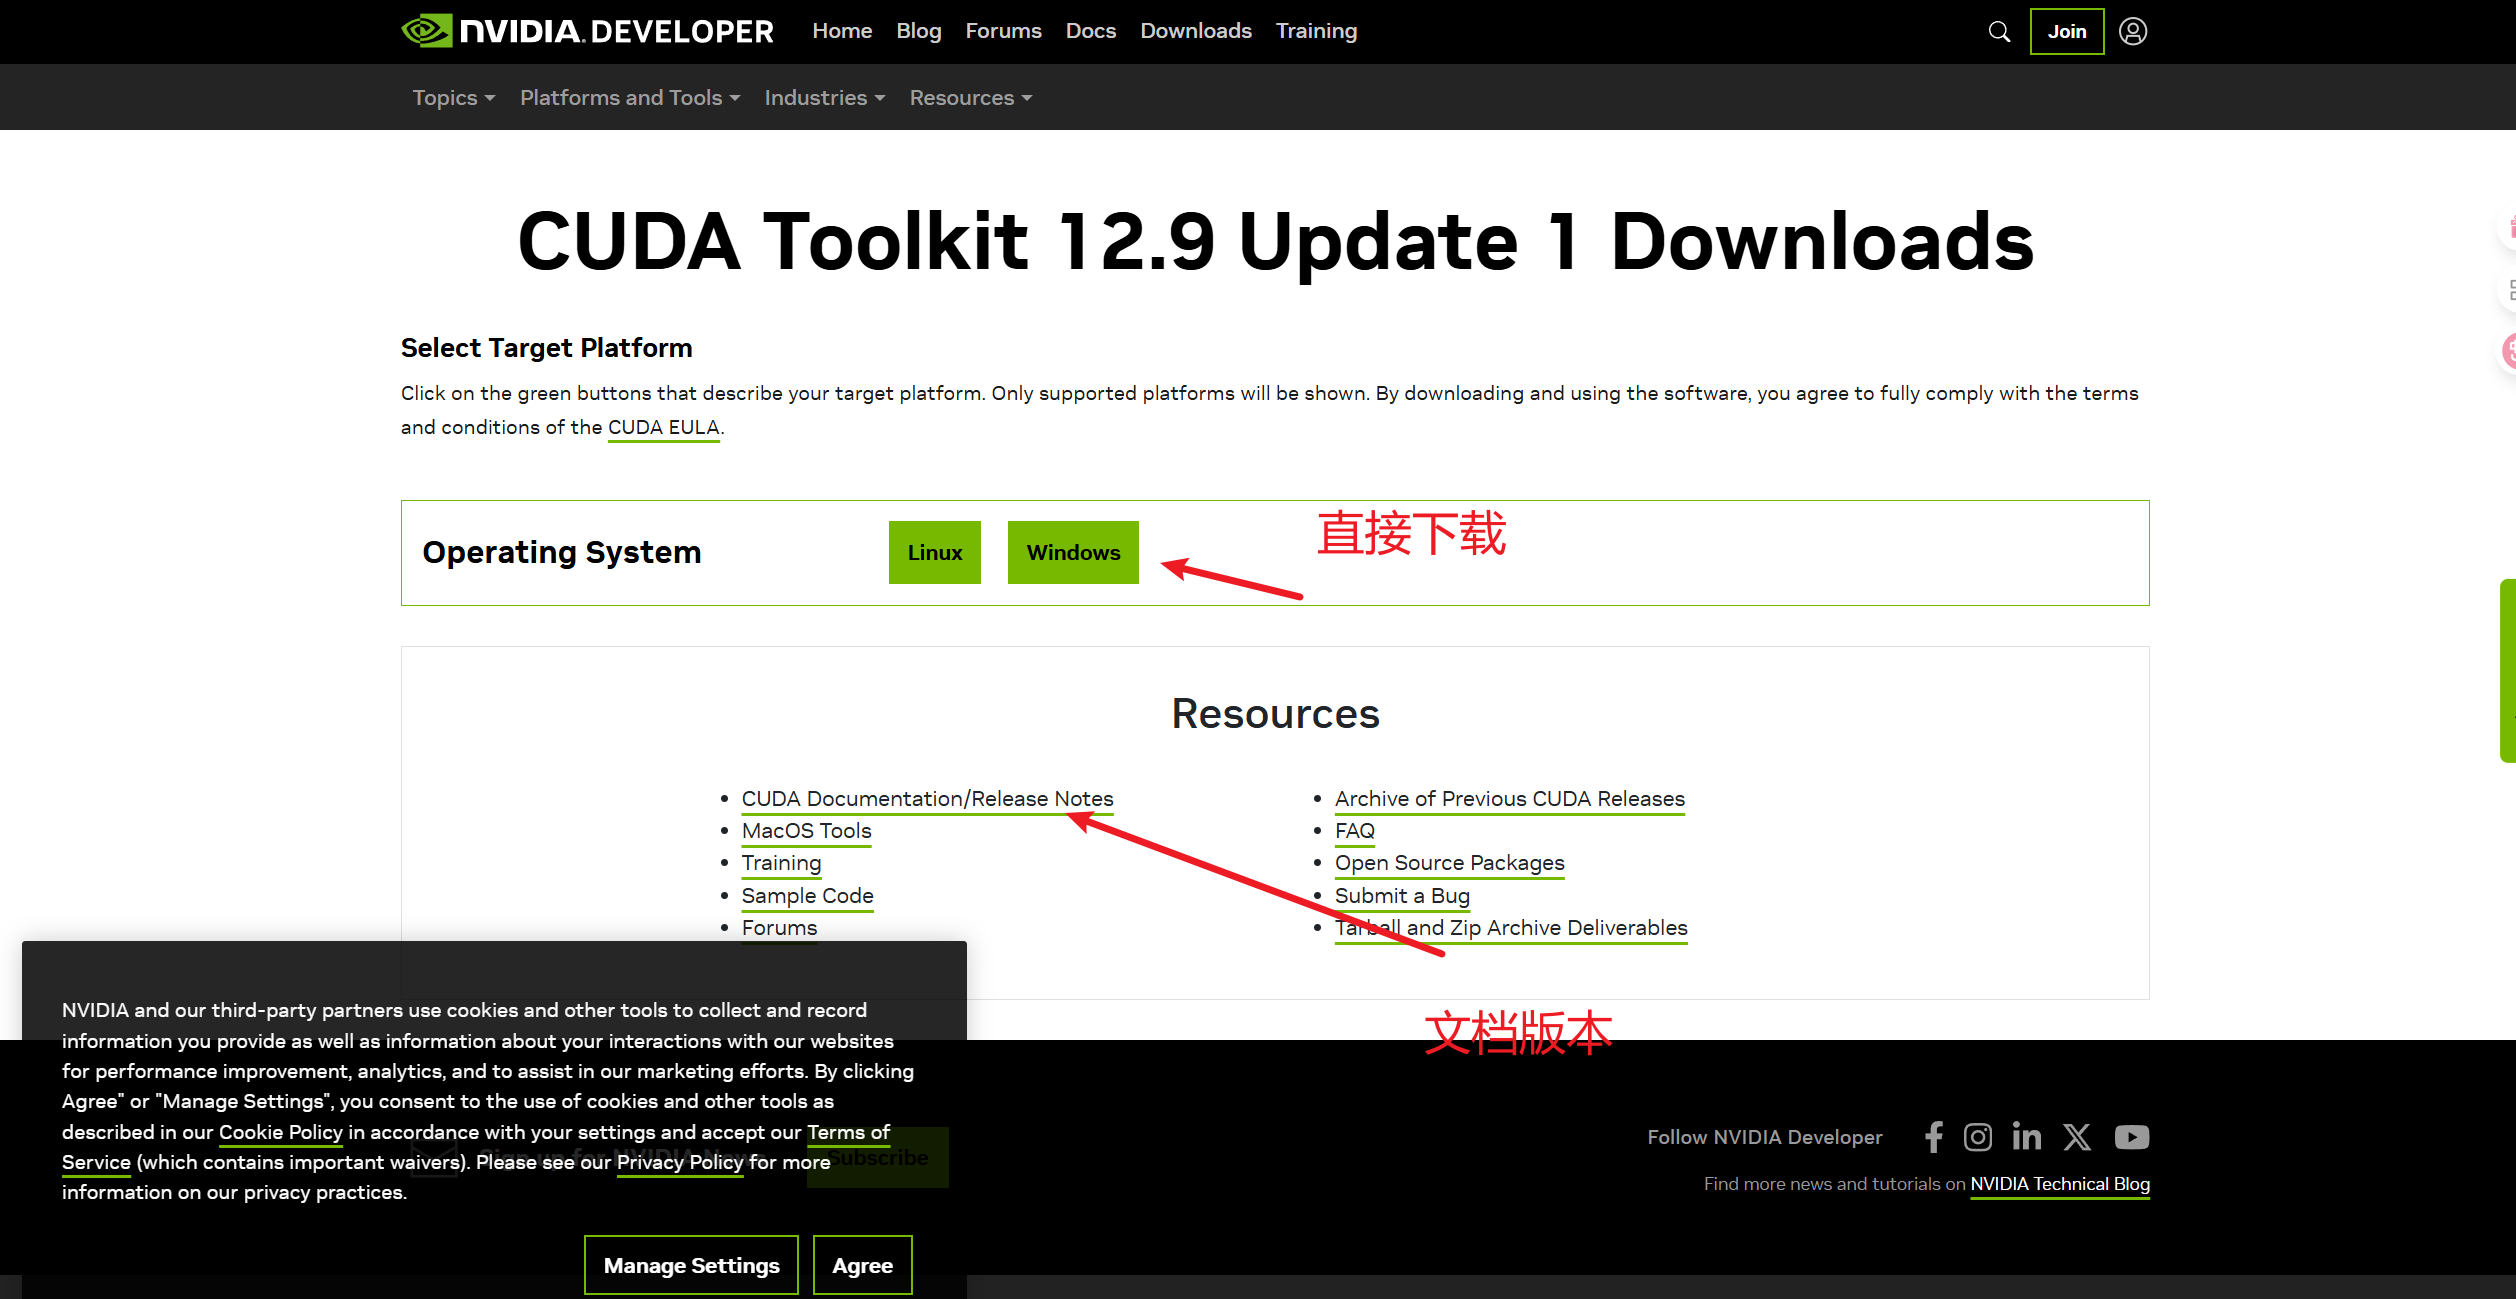 NVIDIA. DEVELOPER Home Blog Forums Docs Downloads Training Join
Topics Platforms and Tools Industries Resources
CUDA Toolkit 12.9 Update 1 Downloads
Select Target Platform
Click on the green buttons that describe your target platform. Only supported platforms will be shown. By downloading and using the software, you agree to fully comply with the terms
and conditions of the CUDA EULA.
直接下载
Operating System Linux Windows
Resources
CUDA Documentation/Release Notes
MacOS Tools
Training
Sample Code
Forums
Archive of Previous CUDA Releases
FAQ
Open Source Packages
Submit a Bug
Tarball and Zip Archive Deliverables
文档版本
NVIDIA and our third-party partners use cookies and other tools to collect and record
information you provide as well as information about your interactions with our websites
for performance improvement, analytics, and to assist in our marketing efforts. By clicking
Agree" or "Manage Settings", you consent to the use of cookies and other tools as
described in our Cookie Policy in accordance with your settings and accept our Terms of
Service (which contains important waivers). Please see our Privacy Policy for more
information on our privacy practices.
Manage Settings Agree
Sign up for NVIDIA News Subscribe
Follow NVIDIA Developer
Find more news and tutorials on NVIDIA Technical Blog